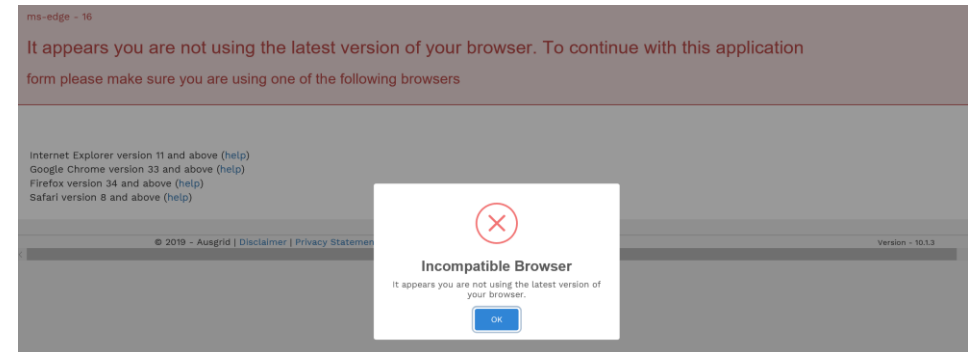 ms-edge - 16
It appears you are not using the latest version of your browser. To continue with this application
form please make sure you are using one of the following browsers
Internet Explorer version 11 and above (help)
Google Chrome version 33 and above (help)
Firefox version 34 and above (help)
Safari version 8 and above (help)
© 2019 - Ausgrid | Disclaimer | Privacy Statemen
Version - 10.1.3
Incompatible Browser
It appears you are not using the latest version of
your browser.
OK